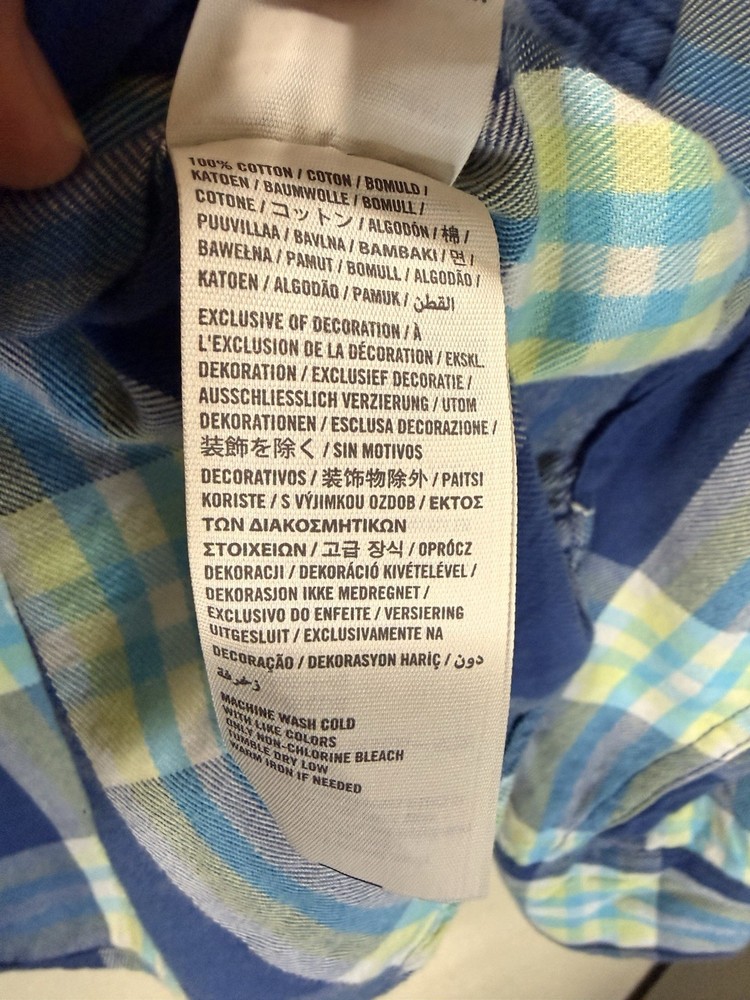 100% COTTON / COTON / BOMULD /
KATOEN / BAUMWOLLE / BOMULL /
COTONE / コットン / ALGODÓN / 棉 /
PUUVILLAA / BAVLNA / BAMBAKI / 면 /
BAWEŁNA / PAMUT / BOMULL / ALGODÃO /
KATOEN / ALGODÃO / PAMUK / القطن
EXCLUSIVE OF DECORATION / À
L'EXCLUSION DE LA DÉCORATION / EKSKL.
DEKORATION / EXCLUSIEF DECORATIE /
AUSSCHLIESSLICH VERZIERUNG / UTOM
DEKORATIONEN / ESCLUSA DECORAZIONE /
装飾を除く / SIN MOTIVOS
DECORATIVOS / 装饰物除外 / PAITSI
KORISTE / S VÝJIMKOU OZDOB / ΕΚΤΟΣ
ΤΩΝ ΔΙΑΚΟΣΜΗΤΙΚΩΝ
ΣΤΟΙΧΕΙΩΝ / 고급 장식 / OPRÓCZ
DEKORACJI / DEKORÁCIÓ KIVÉTELÉVEL /
DEKORASJON IKKE MEDREGNET /
EXCLUSIVO DO ENFEITE / VERSIERING
UITGESLUIT / EXCLUSIVAMENTE NA
DECORAÇÃO / DEKORASYON HARIÇ / دون
زخرفة
MACHINE WASH COLD
WITH LIKE COLORS
ONLY NON-CHLORINE BLEACH
TUMBLE DRY LOW
WARM IRON IF NEEDED